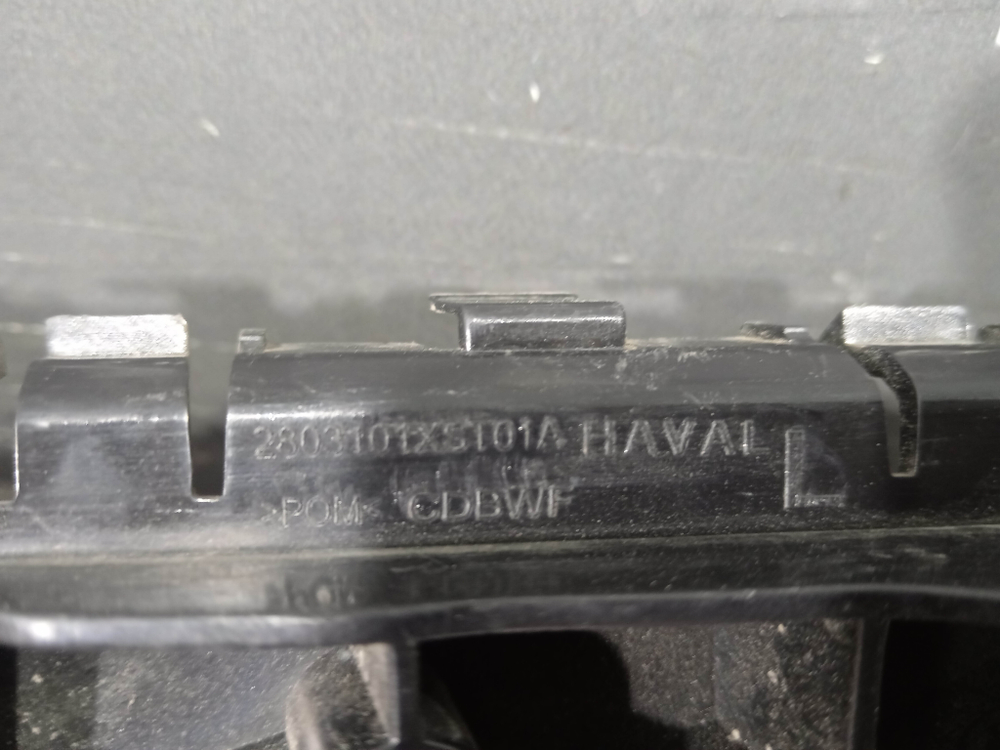 2803101XST01A HAVAL L
>POM< CDBWF